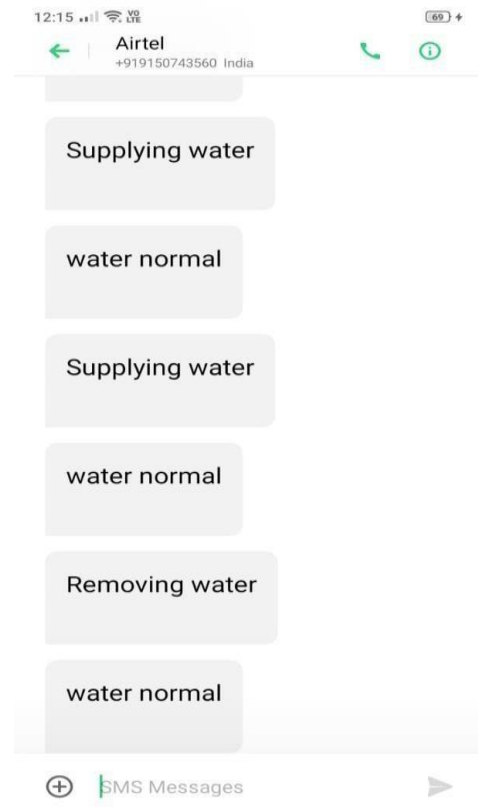 12:15
VO
LTE
69
Airtel
+919150743560 India
Supplying water
water normal
Supplying water
water normal
Removing water
water normal
SMS Messages